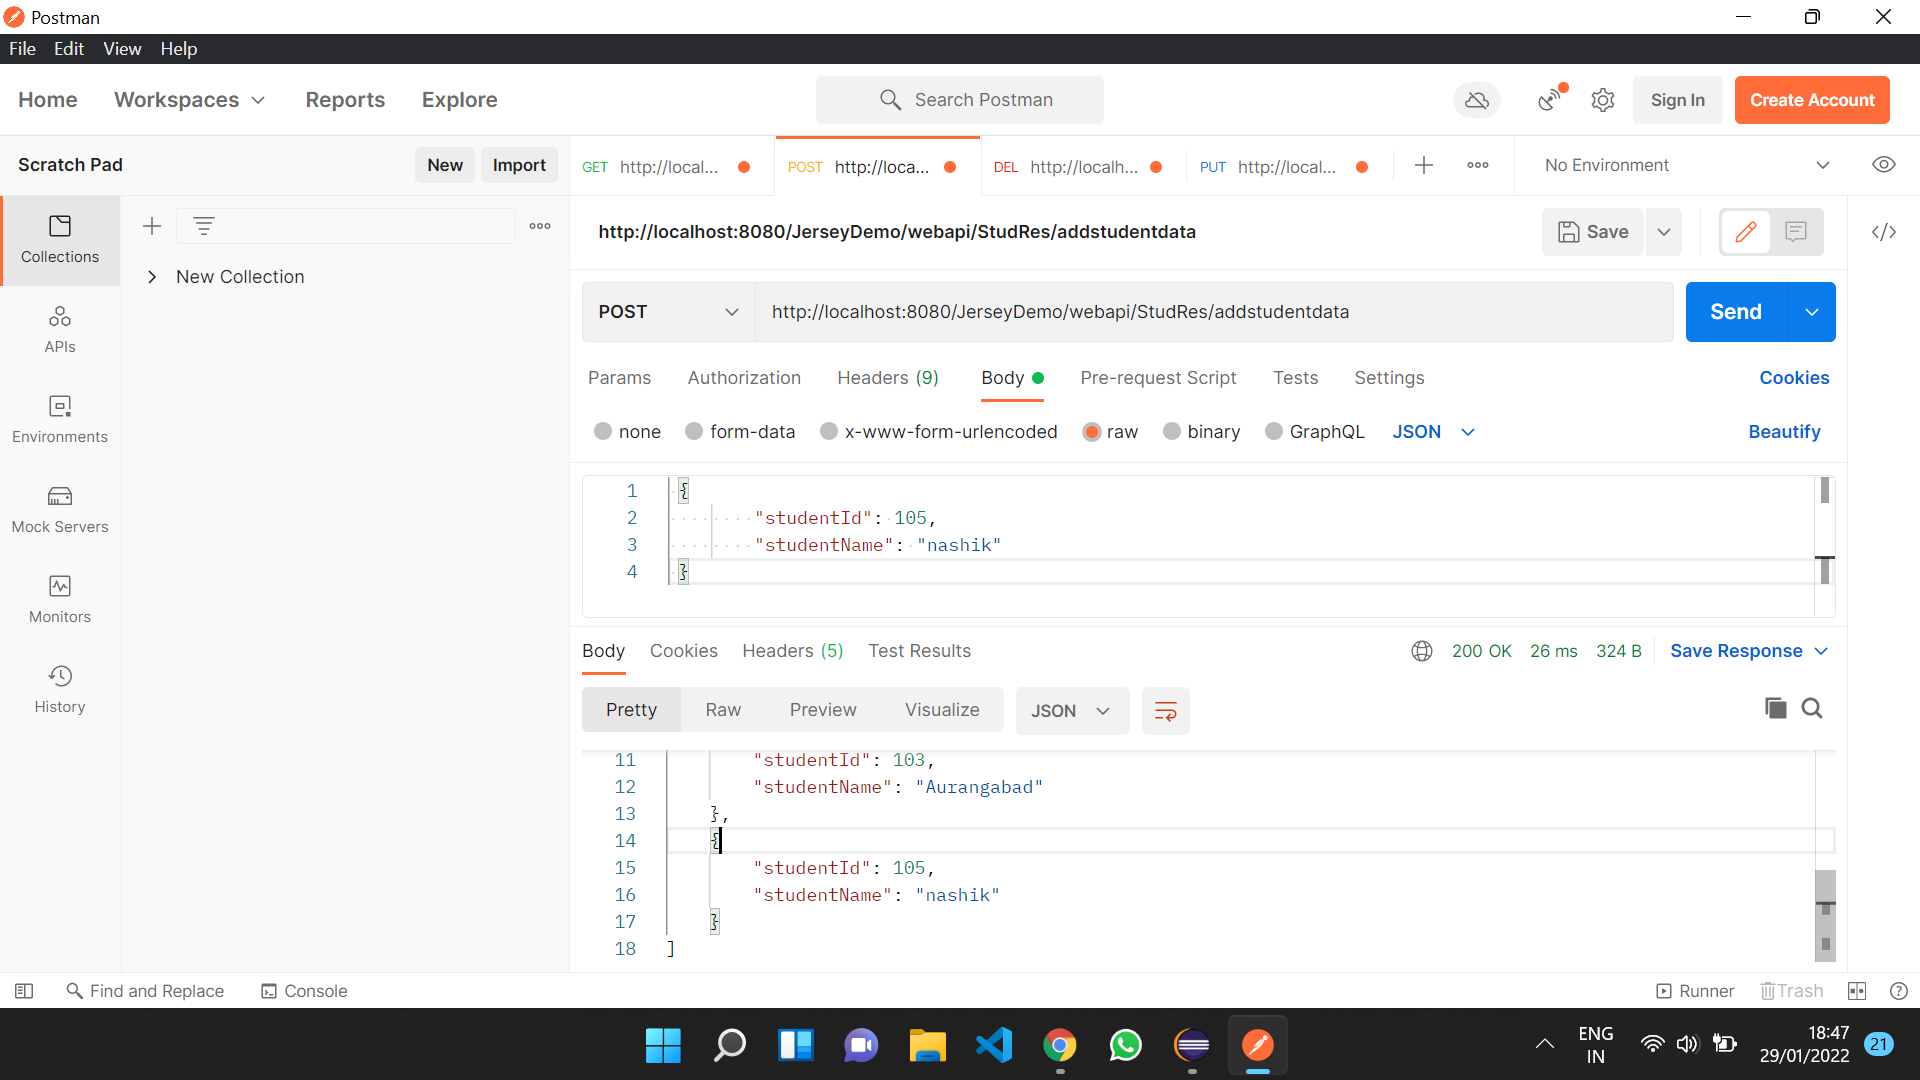 Postman
File Edit View Help
Home Workspaces Reports Explore Search Postman Sign In Create Account
Scratch Pad New Import GET http://local... POST http://loca... DEL http://localh... PUT http://local... No Environment
Collections
New Collection
APIs
Environments
Mock Servers
Monitors
History
http://localhost:8080/JerseyDemo/webapi/StudRes/addstudentdata Save
POST http://localhost:8080/JerseyDemo/webapi/StudRes/addstudentdata Send
Params Authorization Headers (9) Body Pre-request Script Tests Settings Cookies
none form-data x-www-form-urlencoded raw binary GraphQL JSON Beautify
1 {
2 "studentId": 105,
3 "studentName": "nashik"
4 }
Body Cookies Headers (5) Test Results 200 OK 26 ms 324 B Save Response
Pretty Raw Preview Visualize JSON
11 "studentId": 103,
12 "studentName": "Aurangabad"
13 },
14 {
15 "studentId": 105,
16 "studentName": "nashik"
17 }
18 ]
Find and Replace Console Runner Trash
ENG IN 18:47 29/01/2022 21